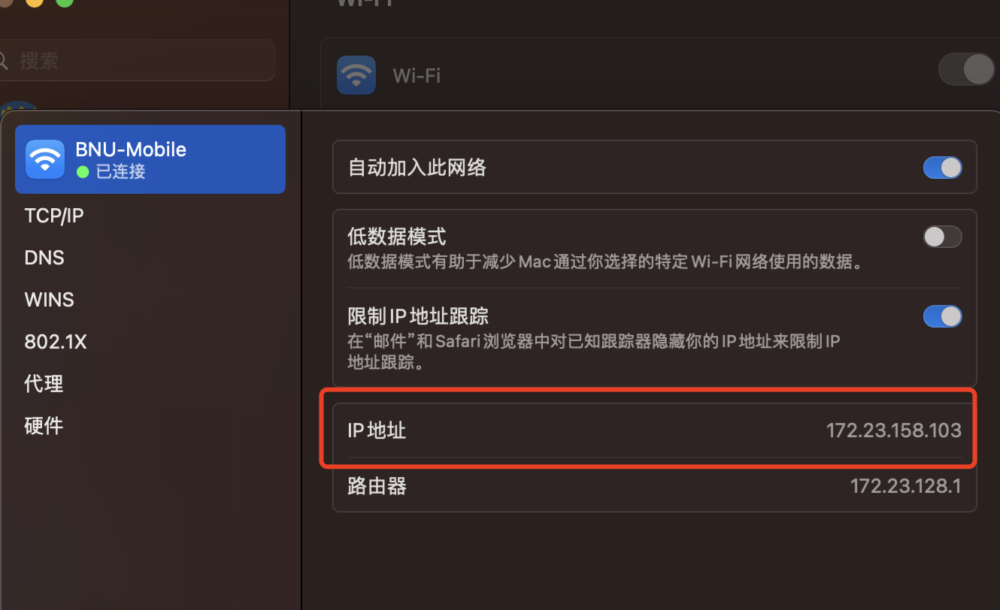 Wi-Fi
搜索
Wi-Fi
BNU-Mobile
已连接
TCP/IP
DNS
WINS
802.1X
代理
硬件
自动加入此网络
低数据模式
低数据模式有助于减少 Mac 通过你选择的特定 Wi-Fi 网络使用的数据。
限制 IP 地址跟踪
在“邮件”和 Safari 浏览器中对已知跟踪器隐藏你的 IP 地址来限制 IP
地址跟踪。
IP 地址 172.23.158.103
路由器 172.23.128.1